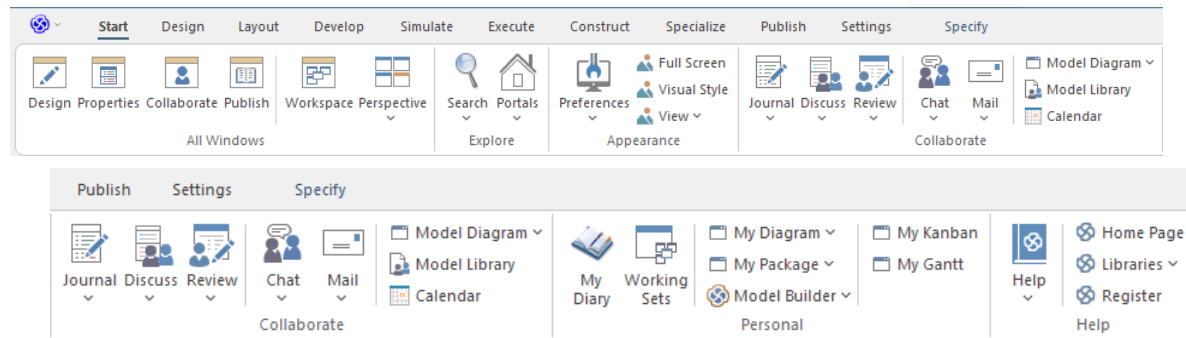 Start Design Layout Develop Simulate Execute Construct Specialize Publish Settings Specify
Full Screen Model Diagram
Visual Style Model Library
Design Properties Collaborate Publish Workspace Perspective Search Portals Preferences View Journal Discuss Review Chat Mail Calendar
All Windows Explore Appearance Collaborate
Publish Settings Specify
Model Diagram My Diagram My Kanban Home Page
Model Library My Package My Gantt Libraries
Journal Discuss Review Chat Mail Calendar My Diary Working Sets Model Builder Help Register
Collaborate Personal Help